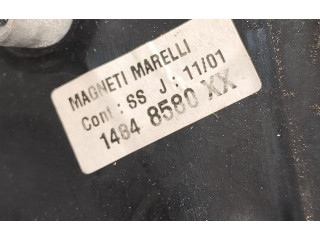 MAGNETI MARELLI
Cont : SS J : 11/01
1484 8580 XX